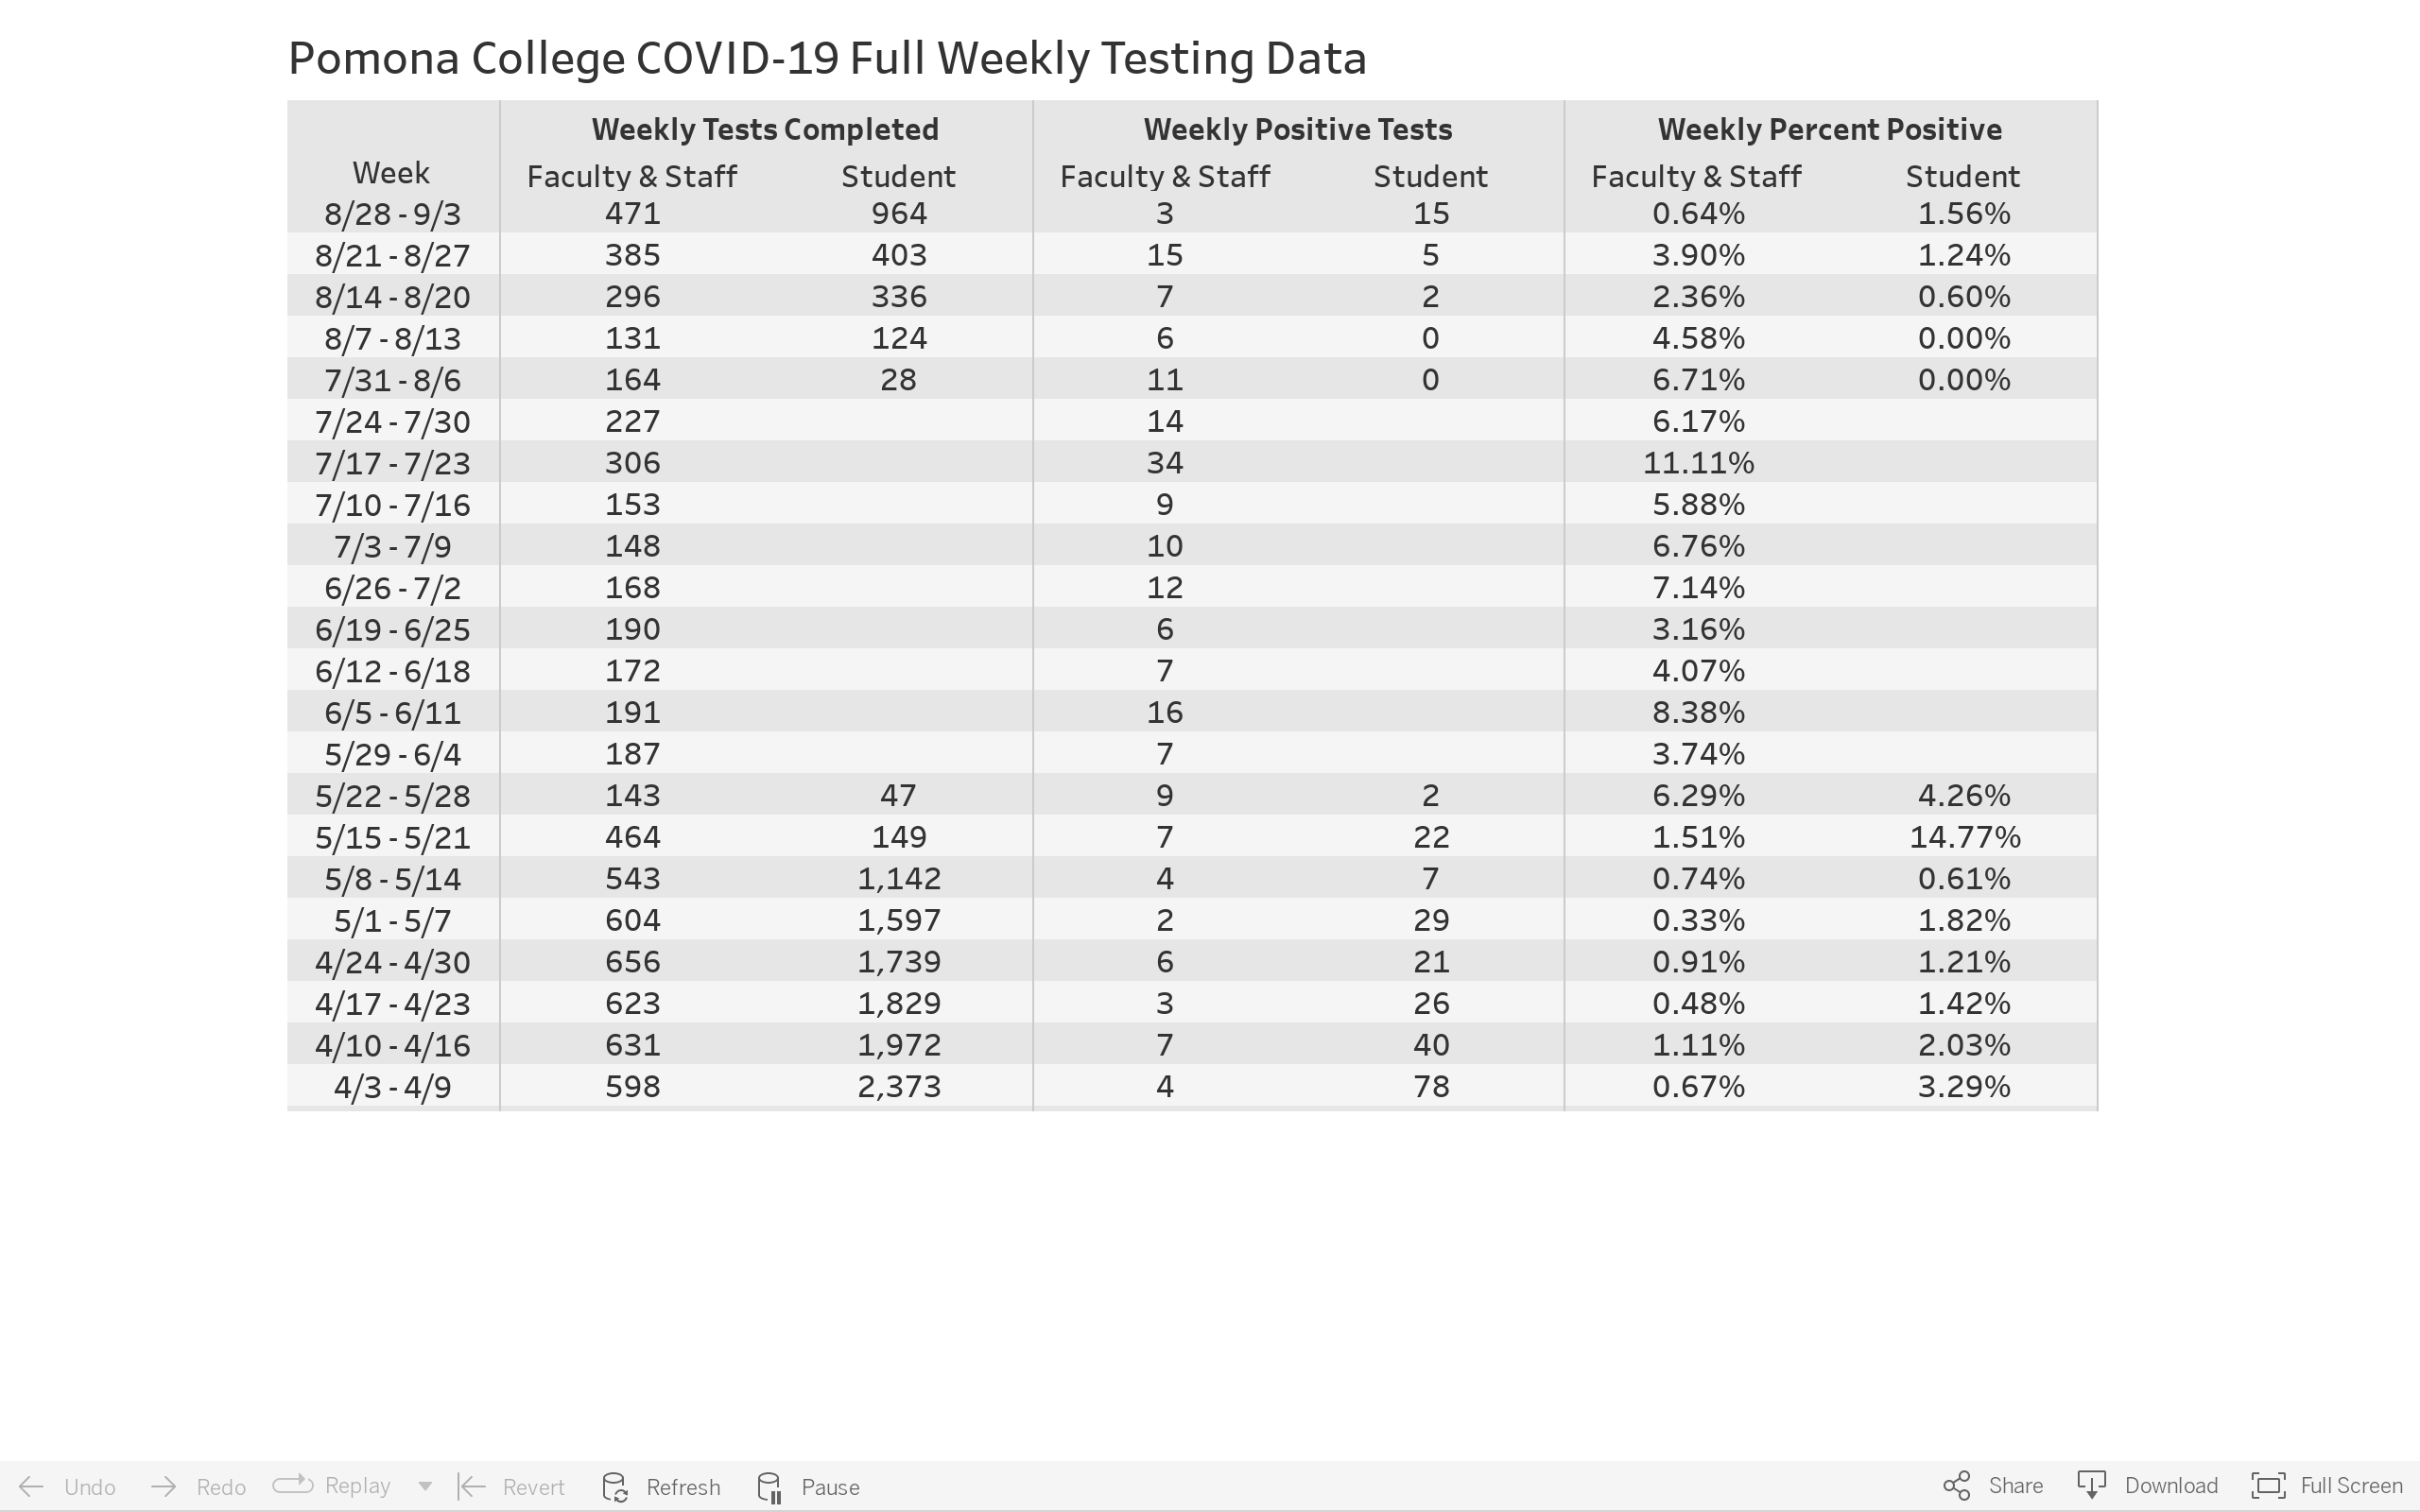 Pomona College COVID-19 Full Weekly Testing Data
Weekly Tests Completed Weekly Positive Tests Weekly Percent Positive
Week Faculty & Staff Student Faculty & Staff Student Faculty & Staff Student
8/28 - 9/3 471 964 3 15 0.64% 1.56%
8/21 - 8/27 385 403 15 5 3.90% 1.24%
8/14 - 8/20 296 336 7 2 2.36% 0.60%
8/7 - 8/13 131 124 6 0 4.58% 0.00%
7/31 - 8/6 164 28 11 0 6.71% 0.00%
7/24 - 7/30 227 14 6.17%
7/17 - 7/23 306 34 11.11%
7/10 - 7/16 153 9 5.88%
7/3 - 7/9 148 10 6.76%
6/26 - 7/2 168 12 7.14%
6/19 - 6/25 190 6 3.16%
6/12 - 6/18 172 7 4.07%
6/5 - 6/11 191 16 8.38%
5/29 - 6/4 187 7 3.74%
5/22 - 5/28 143 47 9 2 6.29% 4.26%
5/15 - 5/21 464 149 7 22 1.51% 14.77%
5/8 - 5/14 543 1,142 4 7 0.74% 0.61%
5/1 - 5/7 604 1,597 2 29 0.33% 1.82%
4/24 - 4/30 656 1,739 6 21 0.91% 1.21%
4/17 - 4/23 623 1,829 3 26 0.48% 1.42%
4/10 - 4/16 631 1,972 7 40 1.11% 2.03%
4/3 - 4/9 598 2,373 4 78 0.67% 3.29%
Undo Redo Replay Revert Refresh Pause Share Download Full Screen